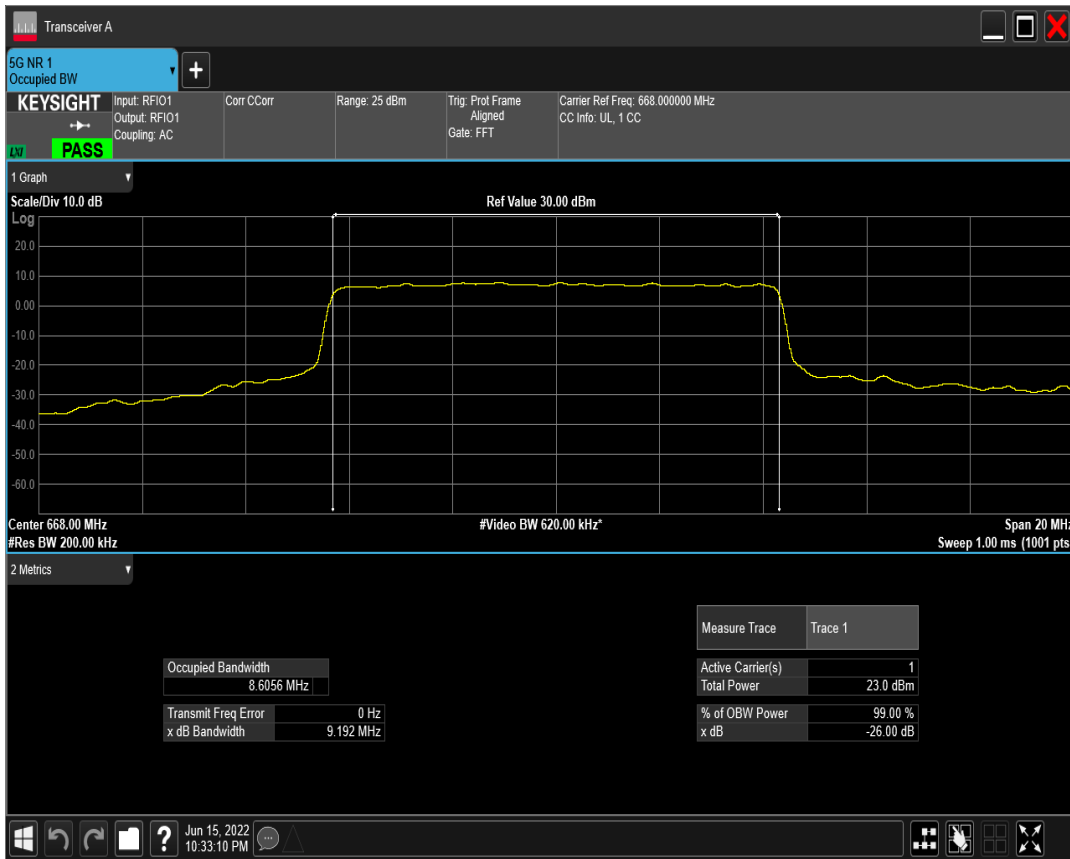 Transceiver A
5G NR 1
Occupied BW
KEYSIGHT
LXI
PASS
Input: RFIO1
Output: RFIO1
Coupling: AC
Corr CCorr
Range: 25 dBm
Trig: Prot Frame
Aligned
Gate: FFT
Carrier Ref Freq: 668.000000 MHz
CC Info: UL, 1 CC
1 Graph
Scale/Div 10.0 dB
Ref Value 30.00 dBm
Log
20.0
10.0
0.00
-10.0
-20.0
-30.0
-40.0
-50.0
-60.0
Center 668.00 MHz
#Video BW 620.00 kHz*
Span 20 MHz
#Res BW 200.00 kHz
Sweep 1.00 ms (1001 pts
2 Metrics
Measure Trace Trace 1
Occupied Bandwidth
8.6056 MHz
Active Carrier(s) 1
Total Power 23.0 dBm
Transmit Freq Error 0 Hz
x dB Bandwidth 9.192 MHz
% of OBW Power 99.00 %
x dB -26.00 dB
?
Jun 15, 2022
10:33:10 PM